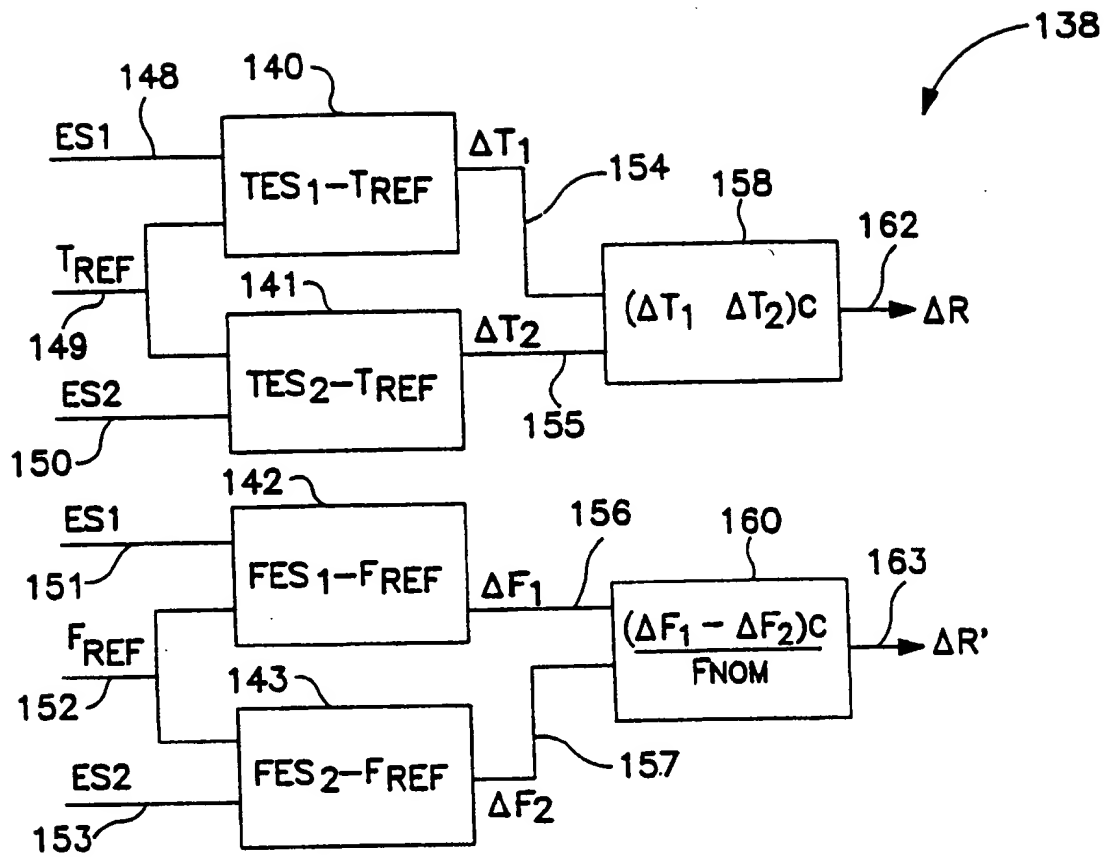 138
148
140
ES1
TES1-TREF
ΔT1
154
158
162
TREF
149
141
(ΔT1 ΔT2)C
ΔR
ΔT2
TES2-TREF
155
ES2
150
142
ES1
151
FES1-FREF
ΔF1
156
160
163
FREF
152
143
(ΔF1 - ΔF2)C
FNOM
ΔR'
ES2
153
FES2-FREF
ΔF2
157